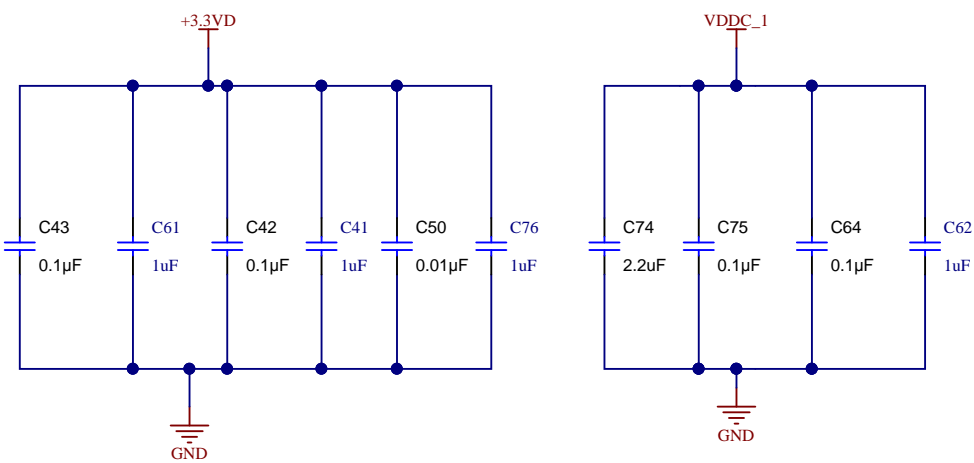 +3.3VD
VDDC_1
C43
C61
C42
C41
C50
C76
C74
C75
C64
C62
0.1µF
1uF
0.1µF
1uF
0.01µF
1uF
2.2uF
0.1µF
0.1µF
1uF
GND
GND